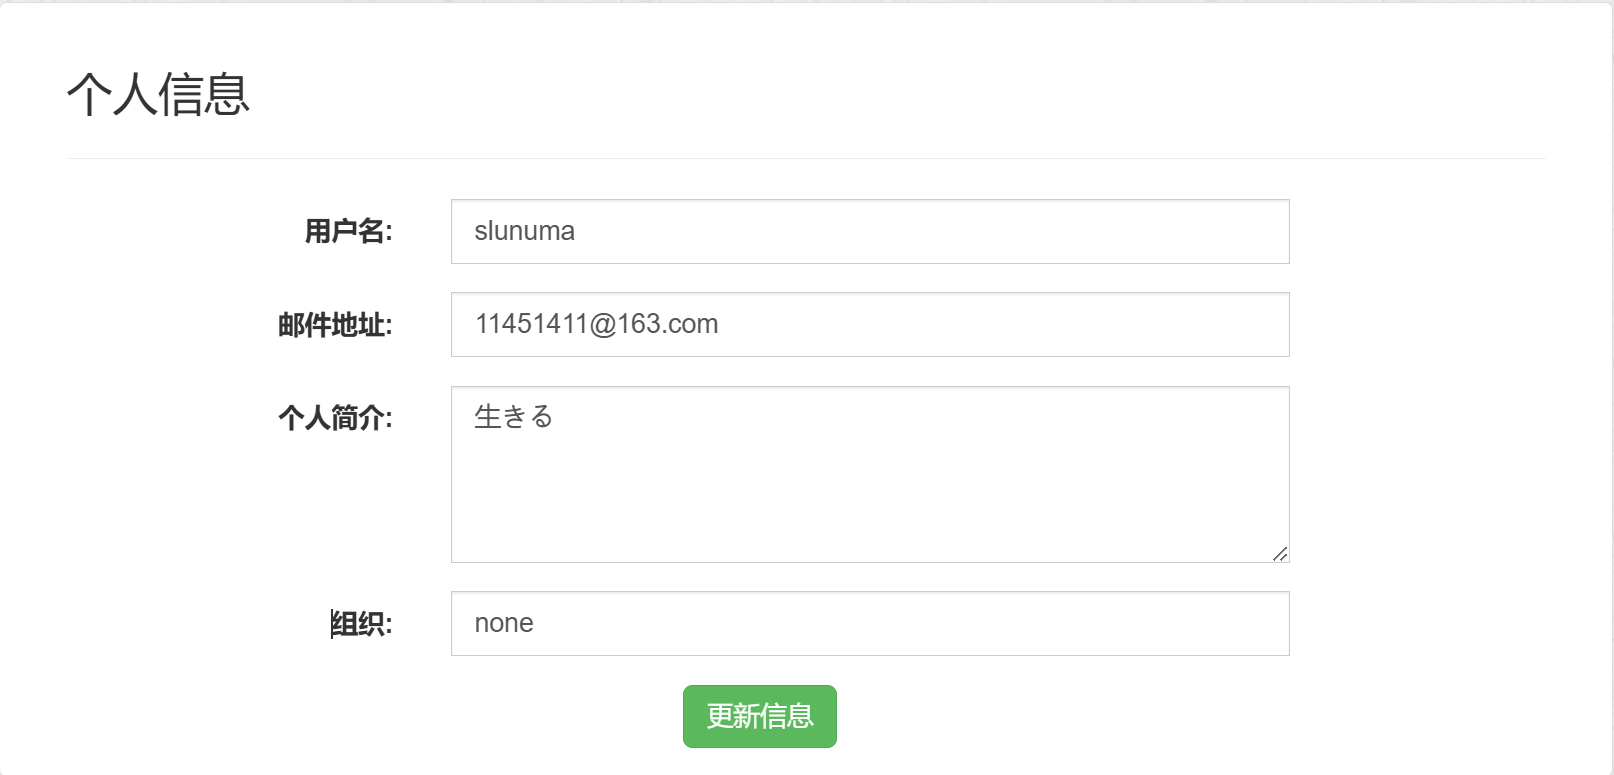 个人信息
用户名: slunuma
邮件地址: 11451411@163.com
个人简介: 生きる
组织: none
更新信息